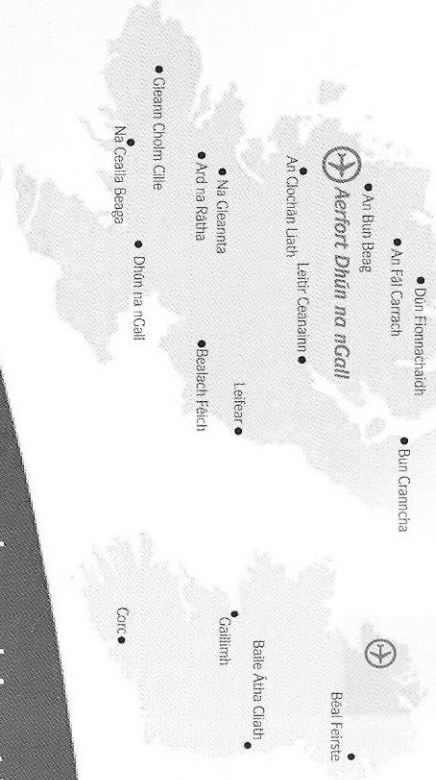 Dún Fionnachaidh
An Fál Carrach
Bun Cranncha
An Bun Beag
Aerfort Dhún na nGall
An Clochán Liath
Leitir Ceanainn
Na Gleannta
Ard na Rátha
Leifear
Bealach Féich
Gleann Cholm Cille
Na Cealla Beaga
Dhún na nGall
Béal Feirste
Baile Átha Cliath
Gaillimh
Corc